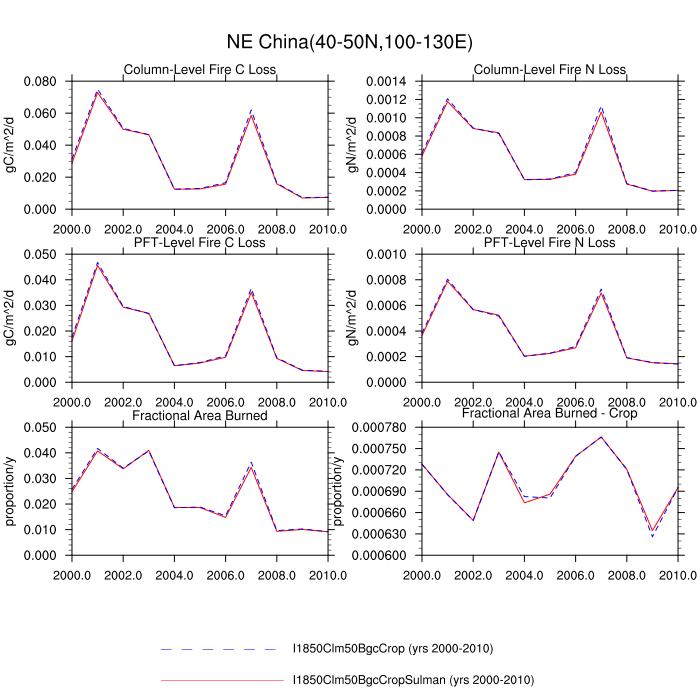 NE China(40-50N,100-130E)
Column-Level Fire C Loss
gC/m^2/d
0.080
0.060
0.040
0.020
0.000
2000.0 2002.0 2004.0 2006.0 2008.0 2010.0
Column-Level Fire N Loss
gN/m^2/d
0.0014
0.0012
0.0010
0.0008
0.0006
0.0004
0.0002
0.0000
2000.0 2002.0 2004.0 2006.0 2008.0 2010.0
PFT-Level Fire C Loss
gC/m^2/d
0.050
0.040
0.030
0.020
0.010
0.000
2000.0 2002.0 2004.0 2006.0 2008.0 2010.0
PFT-Level Fire N Loss
gN/m^2/d
0.0010
0.0008
0.0006
0.0004
0.0002
0.0000
2000.0 2002.0 2004.0 2006.0 2008.0 2010.0
Fractional Area Burned
proportion/y
0.050
0.040
0.030
0.020
0.010
0.000
2000.0 2002.0 2004.0 2006.0 2008.0 2010.0
Fractional Area Burned - Crop
proportion/y
0.000780
0.000720
0.000690
0.000660
0.000630
0.000600
2000.0 2002.0 2004.0 2006.0 2008.0 2010.0
I1850Clm50BgcCrop (yrs 2000-2010)
I1850Clm50BgcCropSulman (yrs 2000-2010)